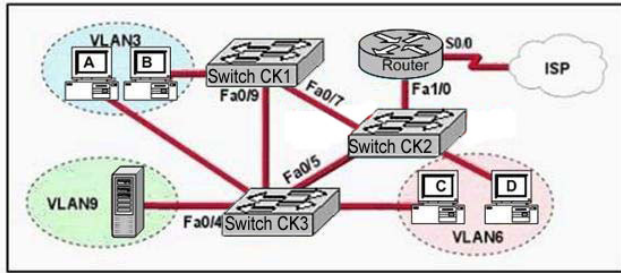 VLAN3
A
B
Switch CK1
Router
S0/0
ISP
Fa0/9
Fa0/7
Fa1/0
Switch CK2
Fa0/5
C
D
VLAN9
Fa0/4
Switch CK3
VLAN6